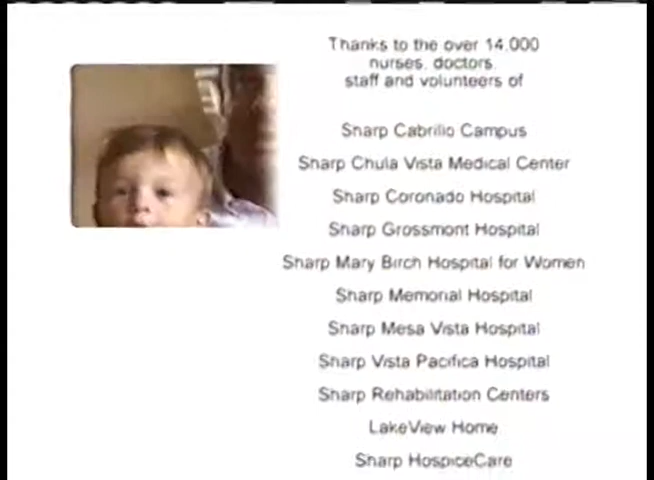 Thanks to the over 14,000
nurses, doctors,
staff and volunteers of
Sharp Cabrillo Campus
Sharp Chula Vista Medical Center
Sharp Coronado Hospital
Sharp Grossmont Hospital
Sharp Mary Birch Hospital for Women
Sharp Memorial Hospital
Sharp Mesa Vista Hospital
Sharp Vista Pacifica Hospital
Sharp Rehabilitation Centers
LakeView Home
Sharp HospiceCare